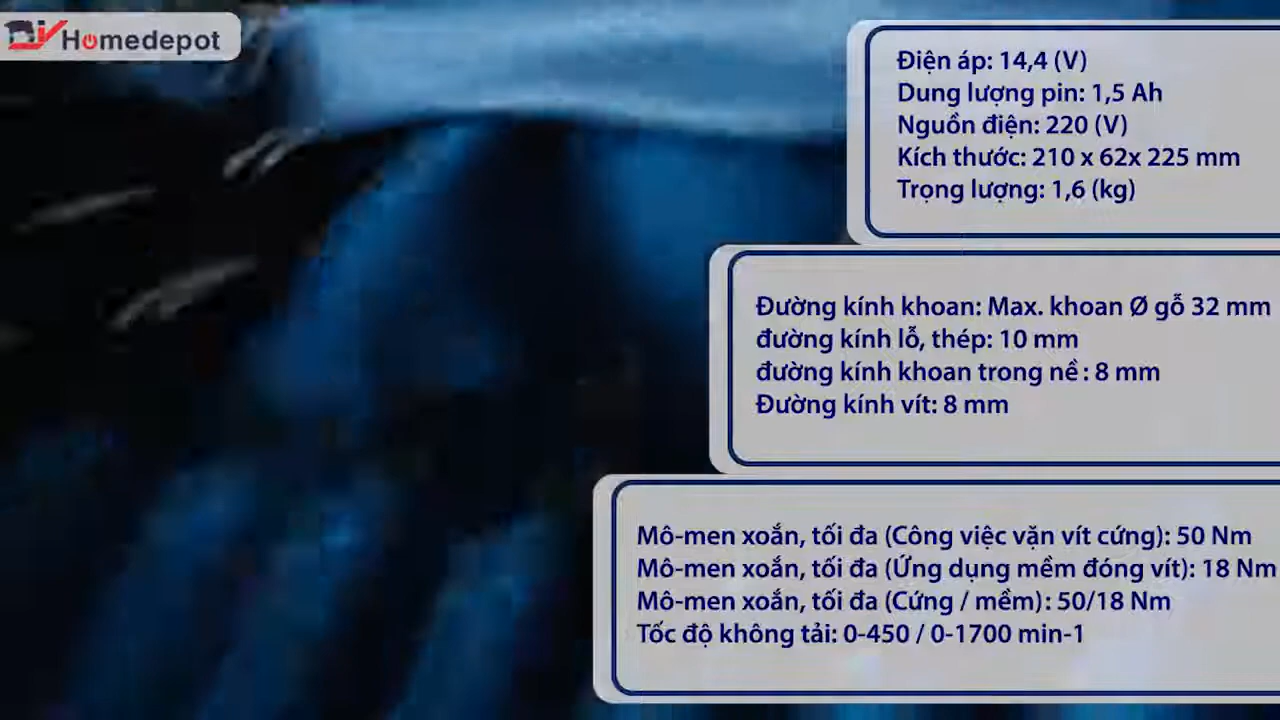 DIY Homedepot
Điện áp: 14,4 (V)
Dung lượng pin: 1,5 Ah
Nguồn điện: 220 (V)
Kích thước: 210 x 62x 225 mm
Trọng lượng: 1,6 (kg)
Đường kính khoan: Max. khoan Ø gỗ 32 mm
đường kính lỗ, thép: 10 mm
đường kính khoan trong nề : 8 mm
Đường kính vít: 8 mm
Mô-men xoắn, tối đa (Công việc vặn vít cứng): 50 Nm
Mô-men xoắn, tối đa (Ứng dụng mềm đóng vít): 18 Nm
Mô-men xoắn, tối đa (Cứng / mềm) : 50/18 Nm
Tốc độ không tải: 0-450 / 0-1700 min-1